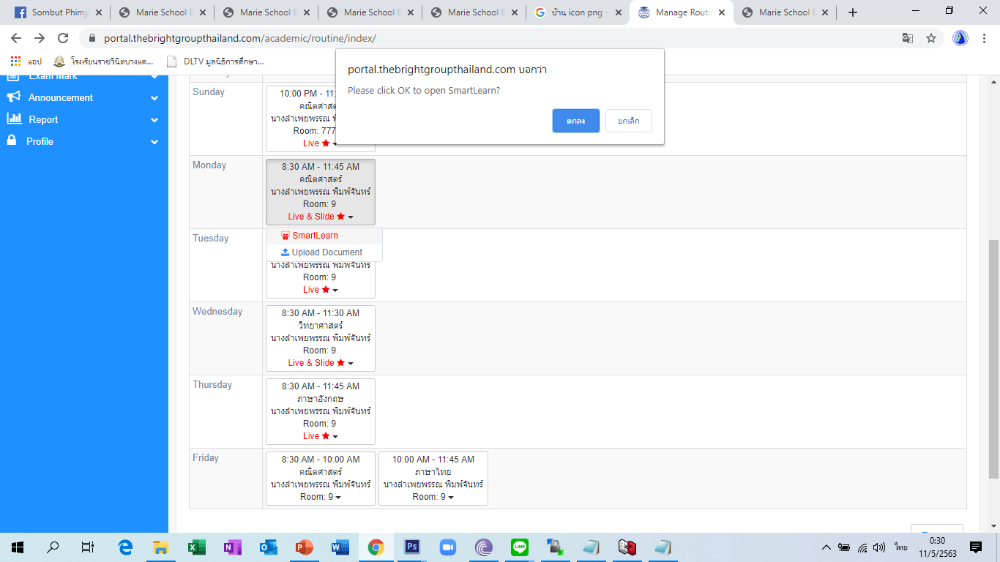 Sombut Phimja
Marie School E
Marie School E
Marie School E
Marie School E
บ้าน icon png -
Manage Routi
Marie School E
portal.thebrightgroupthailand.com/academic/routine/index/
แอป
โรงเรียนราชวินิตบางแค...
DLTV มูลนิธิการศึกษา...
portal.thebrightgroupthailand.com บอกว่า
Please click OK to open SmartLearn?
ตกลง
ยกเลิก
Exam Mark
Announcement
Report
Profile
Sunday
10:00 PM - 11:
คณิตศาสต
นางลำเพยพรรณ พ
Room: 777
Live
Monday
8:30 AM - 11:45 AM
คณิตศาสตร์
นางลำเพยพรรณ พิมพ์จันทร์
Room: 9
Live & Slide
SmartLearn
Upload Document
Tuesday
นางลำเพยพรรณ พิมพ์จันทร์
Room: 9
Live
Wednesday
8:30 AM - 11:30 AM
วิทยาศาสตร์
นางลำเพยพรรณ พิมพ์จันทร์
Room: 9
Live & Slide
Thursday
8:30 AM - 11:45 AM
ภาษาอังกฤษ
นางลำเพยพรรณ พิมพ์จันทร์
Room: 9
Live
Friday
8:30 AM - 10:00 AM
คณิตศาสตร์
นางลำเพยพรรณ พิมพ์จันทร์
Room: 9
10:00 AM - 11:45 AM
ภาษาไทย
นางลำเพยพรรณ พิมพ์จันทร์
Room: 9
ไทย
0:30
11/5/2563